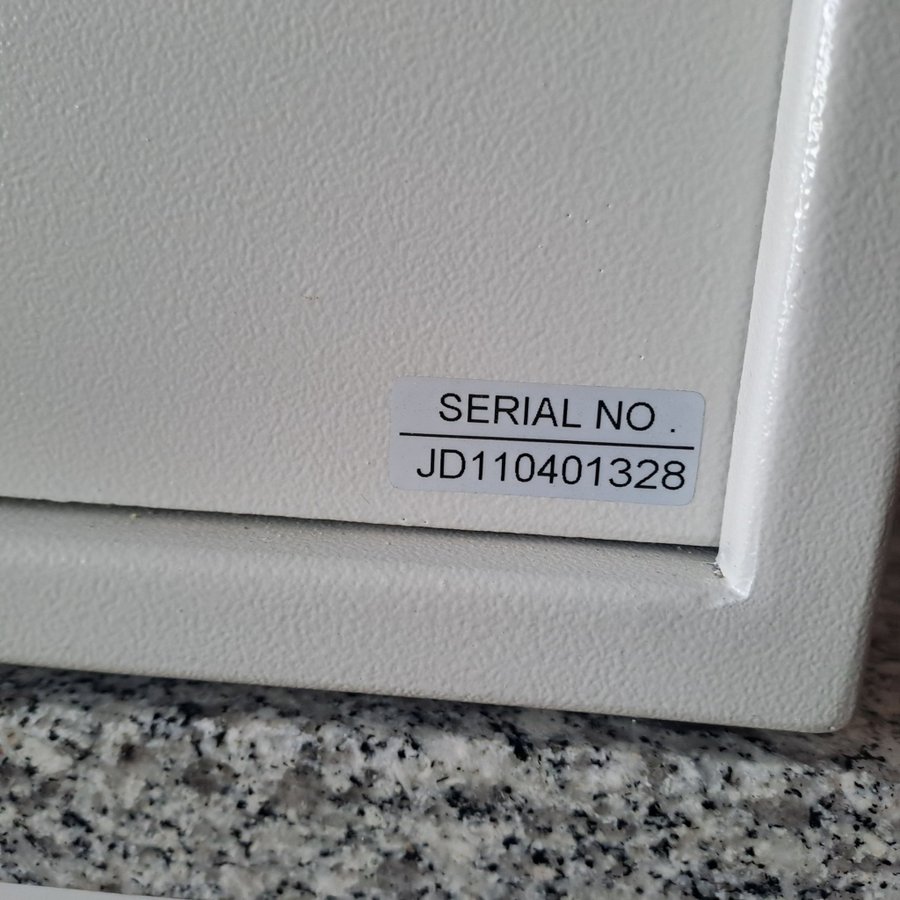 SERIAL NO .
JD110401328